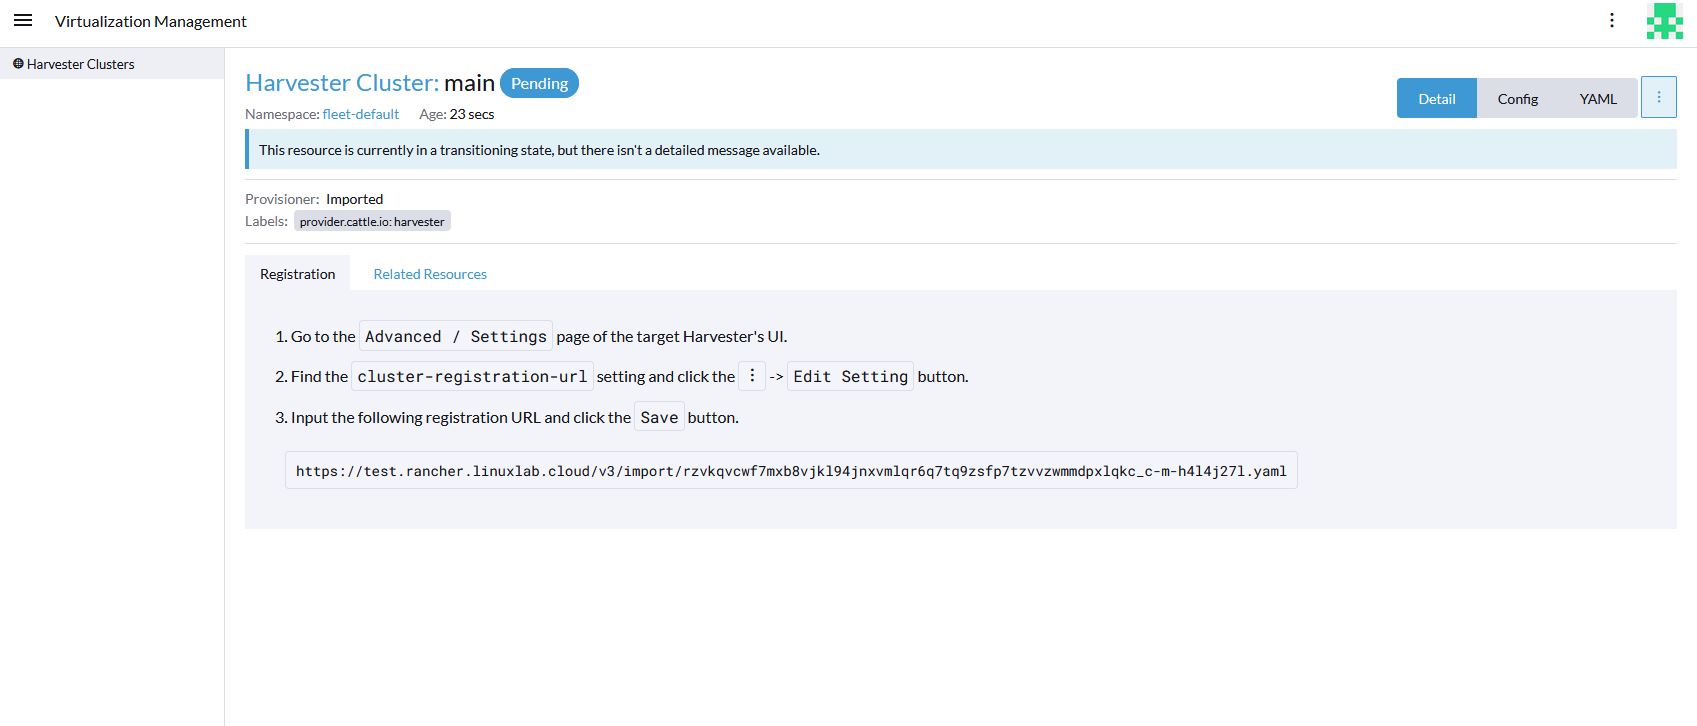 Virtualization Management
Harvester Clusters
Harvester Cluster: main Pending
Namespace: fleet-default Age: 23 secs
Detail Config YAML
This resource is currently in a transitioning state, but there isn't a detailed message available.
Provisioner: Imported
Labels: provider.cattle.io: harvester
Registration Related Resources
1. Go to the Advanced / Settings page of the target Harvester's UI.
2. Find the cluster-registration-url setting and click the ⋮ -> Edit Setting button.
3. Input the following registration URL and click the Save button.
https://test.rancher.linuxlab.cloud/v3/import/rzvkqvcwf7mxb8vjkl94jnxvmlqr6q7tq9zsfp7tzvvzwmmdpxlqkc_c-m-h4l4j27l.yaml